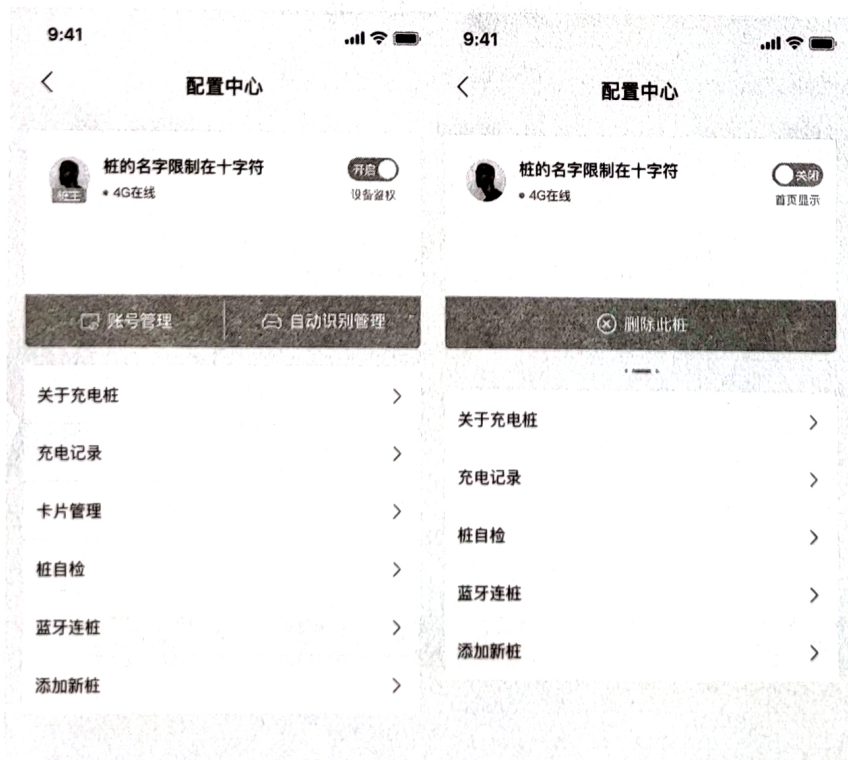 9:41
配置中心
桩的名字限制在十字符
开启
桩主
4G在线
设备鉴权
账号管理
自动识别管理
关于充电桩
充电记录
卡片管理
桩自检
蓝牙连桩
添加新桩
9:41
配置中心
桩的名字限制在十字符
关闭
4G在线
首页显示
删除此桩
关于充电桩
充电记录
桩自检
蓝牙连桩
添加新桩